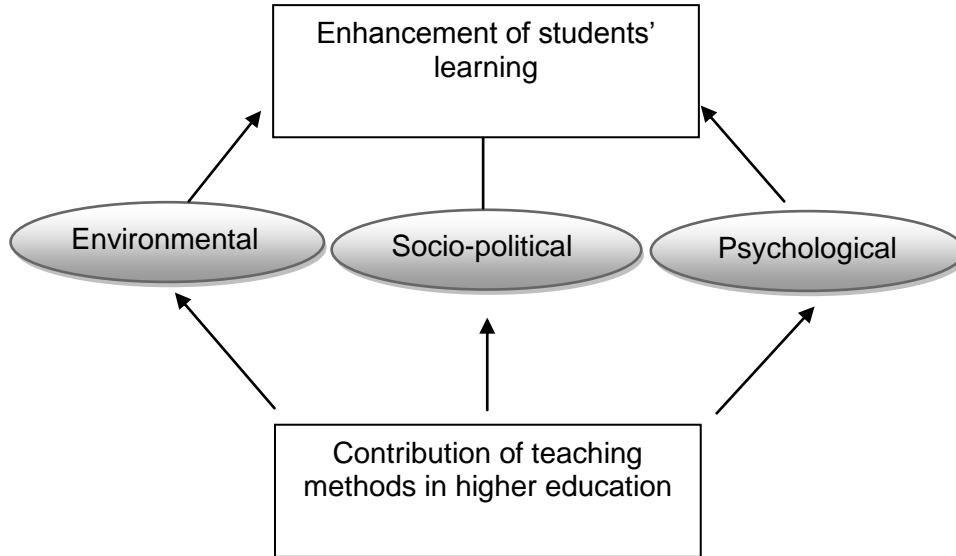 Enhancement of students’
learning
Environmental
Socio-political
Psychological
Contribution of teaching
methods in higher education